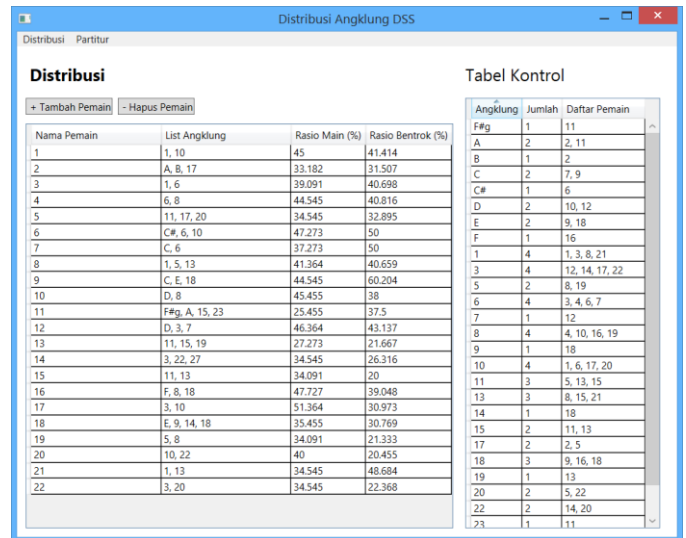 Distribusi Angklung DSS
Distribusi Partitur
Distribusi
+ Tambah Pemain - Hapus Pemain
Nama Pemain List Angklung Rasio Main (%) Rasio Bentrok (%)
1 1, 10 45 41.414
2 A, B, 17 33.182 31.507
3 1, 6 39.091 40.698
4 6, 8 44.545 40.816
5 11, 17, 20 34.545 32.895
6 C#, 6, 10 47.273 50
7 C, 6 37.273 50
8 1, 5, 13 41.364 40.659
9 C, E, 18 44.545 60.204
10 D, 8 45.455 38
11 F#g, A, 15, 23 25.455 37.5
12 D, 3, 7 46.364 43.137
13 11, 15, 19 27.273 21.667
14 3, 22, 27 34.545 26.316
15 11, 13 34.091 20
16 F, 8, 18 47.727 39.048
17 3, 10 51.364 30.973
18 E, 9, 14, 18 35.455 30.769
19 5, 8 34.091 21.333
20 10, 22 40 20.455
21 1, 13 34.545 48.684
22 3, 20 34.545 22.368
Tabel Kontrol
Angklung Jumlah Daftar Pemain
F#g 1 11
A 2 2, 11
B 1 2
C 2 7, 9
C# 1 6
D 2 10, 12
E 2 9, 18
F 1 16
1 4 1, 3, 8, 21
3 4 12, 14, 17, 22
5 2 8, 19
6 4 3, 4, 6, 7
7 1 12
8 4 4, 10, 16, 19
9 1 18
10 4 1, 6, 17, 20
11 3 5, 13, 15
13 3 8, 15, 21
14 1 18
15 2 11, 13
17 2 2, 5
18 3 9, 16, 18
19 1 13
20 2 5, 22
22 2 14, 20
23 1 11